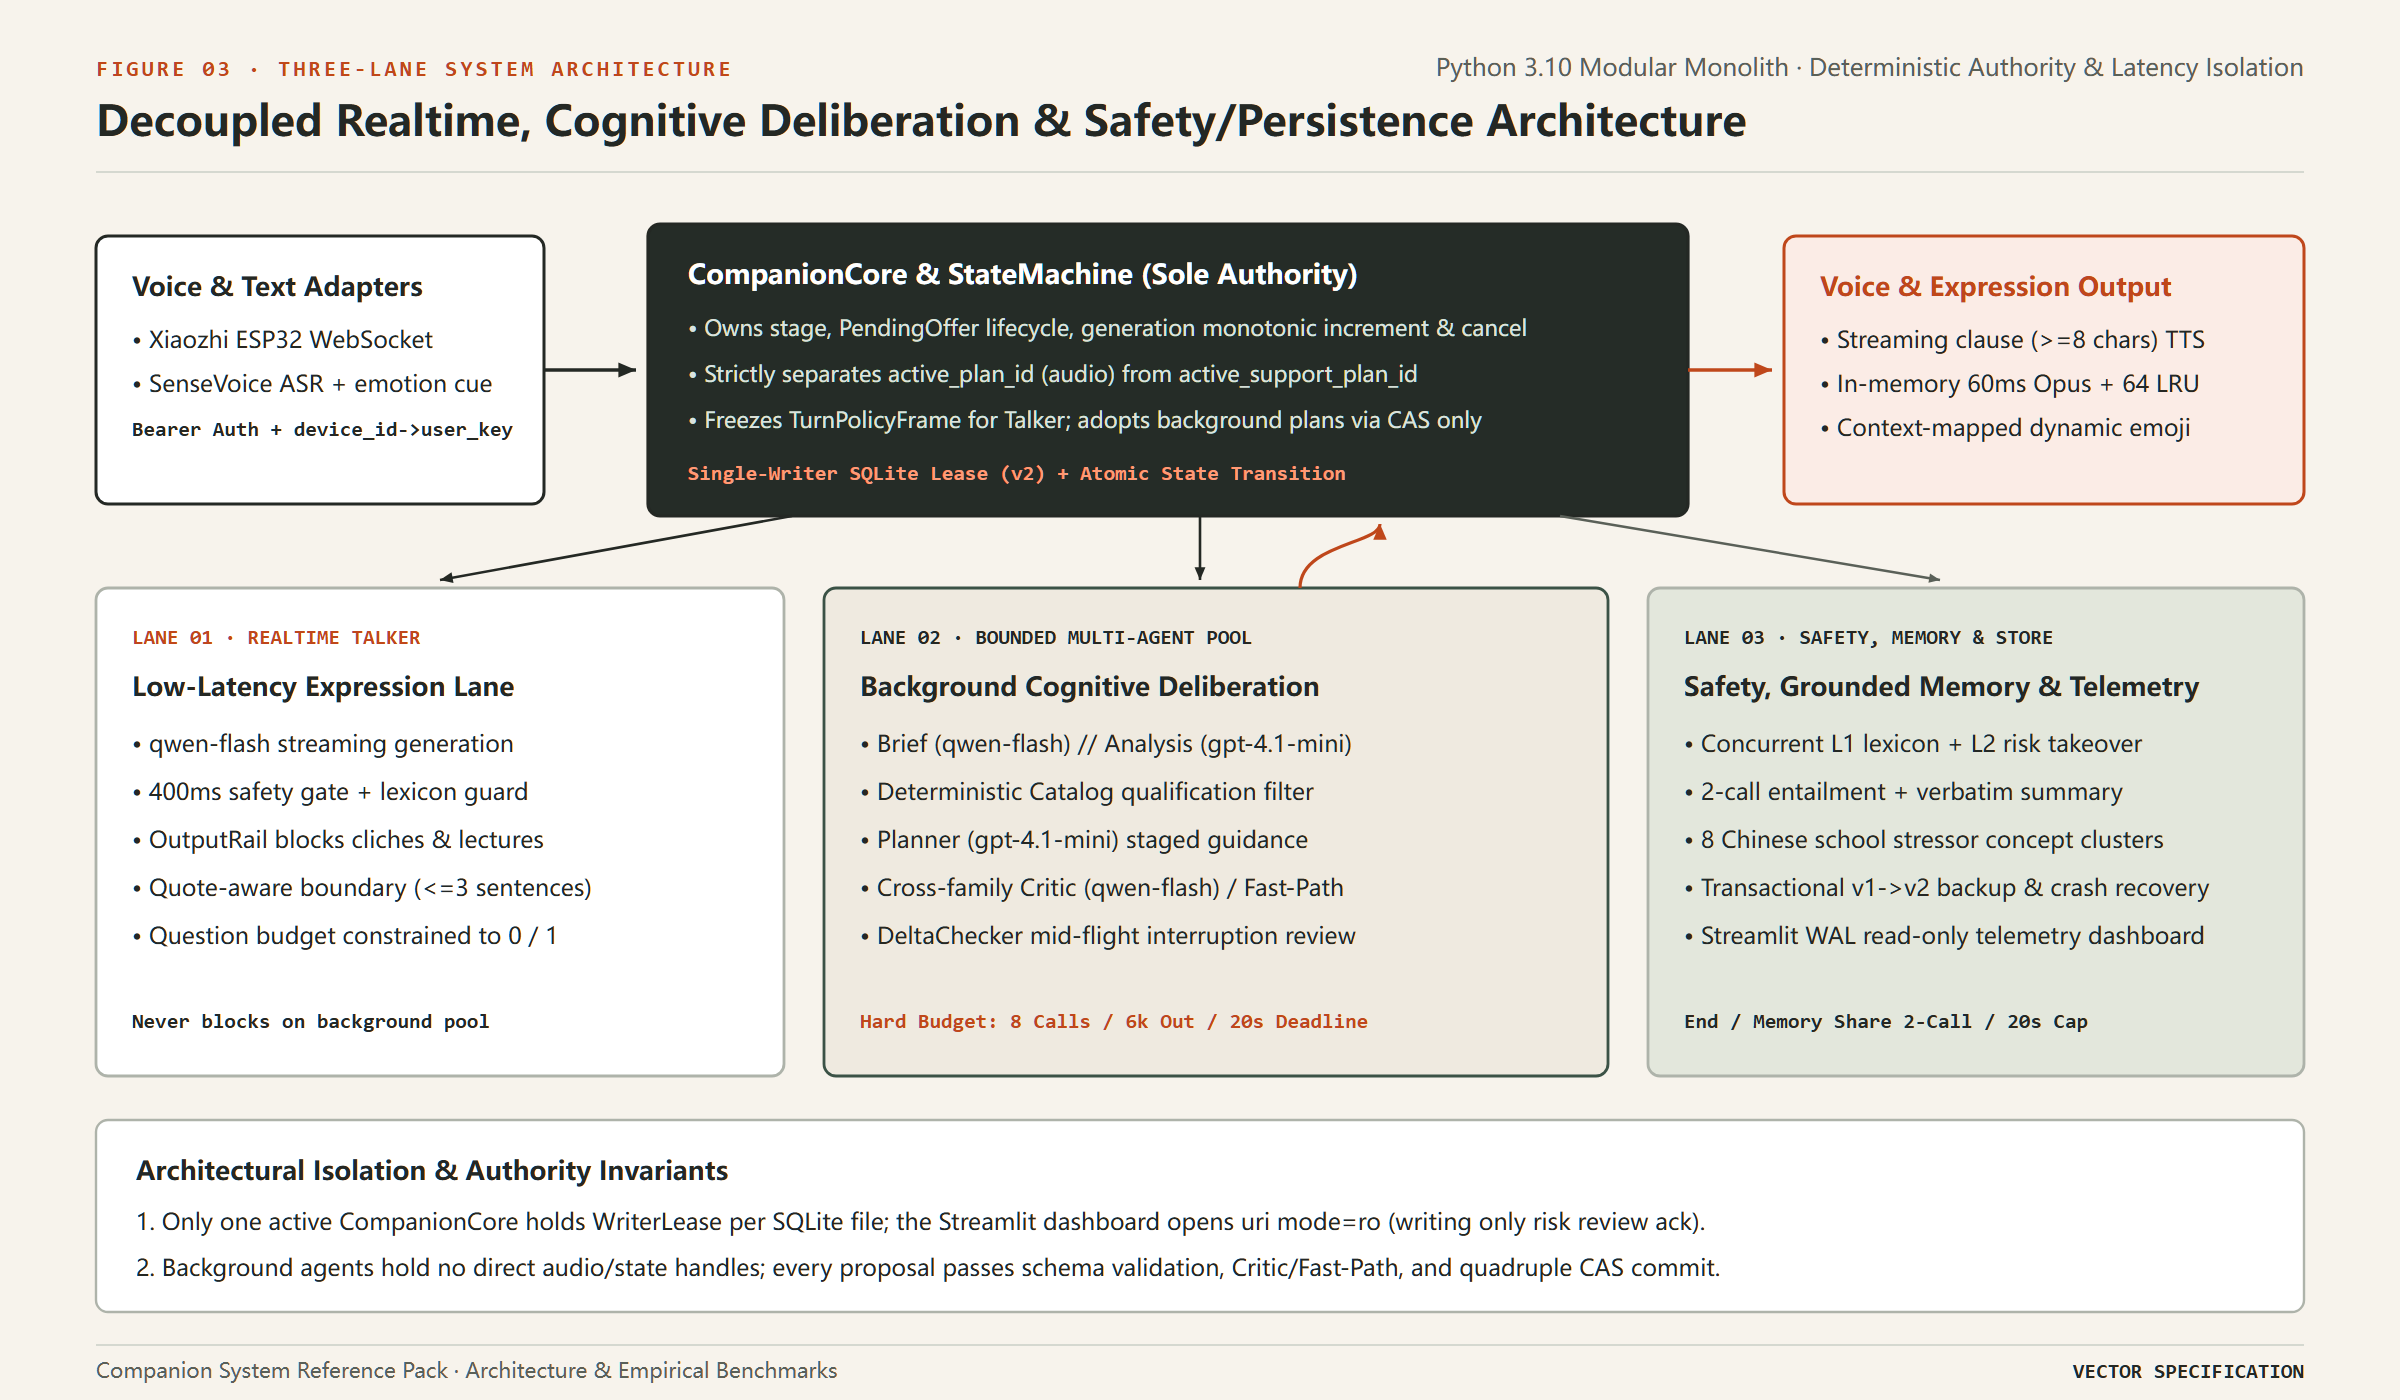 FIGURE 03 · THREE-LANE SYSTEM ARCHITECTURE
Python 3.10 Modular Monolith · Deterministic Authority & Latency Isolation
Decoupled Realtime, Cognitive Deliberation & Safety/Persistence Architecture
Voice & Text Adapters
• Xiaozhi ESP32 WebSocket
• SenseVoice ASR + emotion cue
Bearer Auth + device_id->user_key
CompanionCore & StateMachine (Sole Authority)
• Owns stage, PendingOffer lifecycle, generation monotonic increment & cancel
• Strictly separates active_plan_id (audio) from active_support_plan_id
• Freezes TurnPolicyFrame for Talker; adopts background plans via CAS only
Single-Writer SQLite Lease (v2) + Atomic State Transition
Voice & Expression Output
• Streaming clause (>=8 chars) TTS
• In-memory 60ms Opus + 64 LRU
• Context-mapped dynamic emoji
LANE 01 · REALTIME TALKER
Low-Latency Expression Lane
• qwen-flash streaming generation
• 400ms safety gate + lexicon guard
• OutputRail blocks cliches & lectures
• Quote-aware boundary (<=3 sentences)
• Question budget constrained to 0 / 1
Never blocks on background pool
LANE 02 · BOUNDED MULTI-AGENT POOL
Background Cognitive Deliberation
• Brief (qwen-flash) // Analysis (gpt-4.1-mini)
• Deterministic Catalog qualification filter
• Planner (gpt-4.1-mini) staged guidance
• Cross-family Critic (qwen-flash) / Fast-Path
• DeltaChecker mid-flight interruption review
Hard Budget: 8 Calls / 6k Out / 20s Deadline
LANE 03 · SAFETY, MEMORY & STORE
Safety, Grounded Memory & Telemetry
• Concurrent L1 lexicon + L2 risk takeover
• 2-call entailment + verbatim summary
• 8 Chinese school stressor concept clusters
• Transactional v1->v2 backup & crash recovery
• Streamlit WAL read-only telemetry dashboard
End / Memory Share 2-Call / 20s Cap
Architectural Isolation & Authority Invariants
1. Only one active CompanionCore holds WriterLease per SQLite file; the Streamlit dashboard opens uri mode=ro (writing only risk review ack).
2. Background agents hold no direct audio/state handles; every proposal passes schema validation, Critic/Fast-Path, and quadruple CAS commit.
Companion System Reference Pack · Architecture & Empirical Benchmarks
VECTOR SPECIFICATION